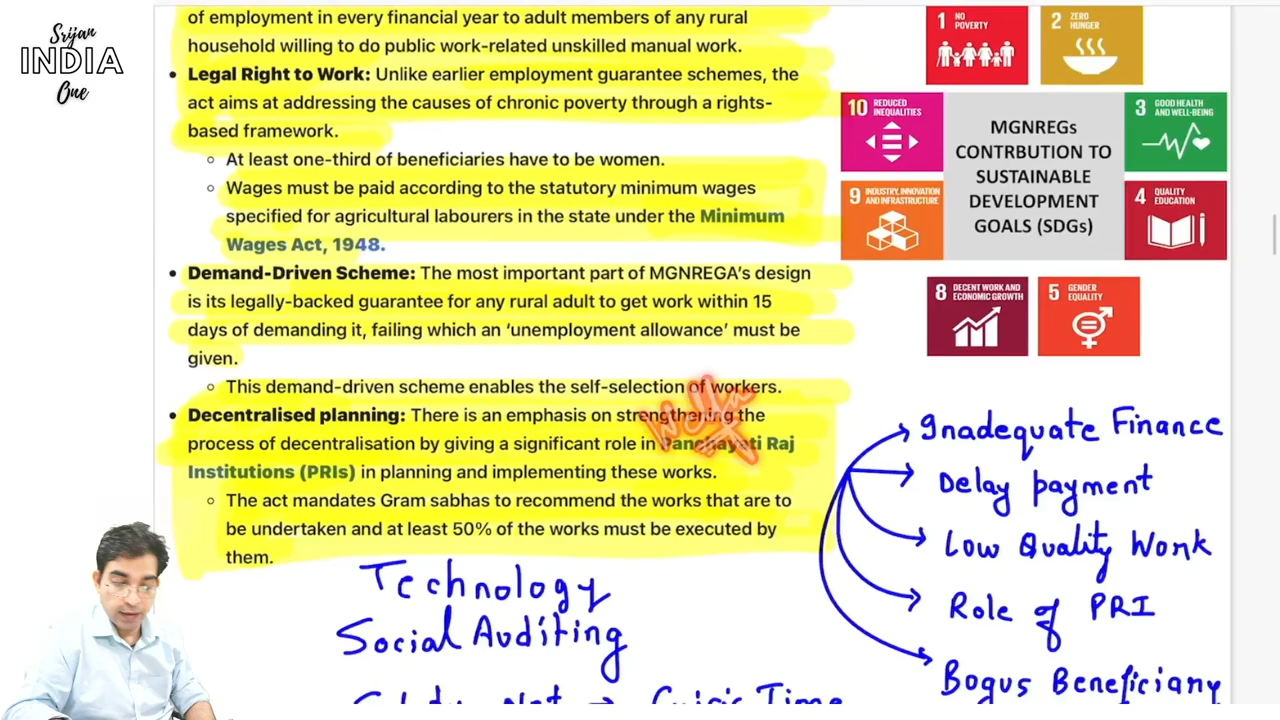 Srijan
INDIA
One
of employment in every financial year to adult members of any rural
household willing to do public work-related unskilled manual work.
• Legal Right to Work: Unlike earlier employment guarantee schemes, the
act aims at addressing the causes of chronic poverty through a rights-
based framework.
○ At least one-third of beneficiaries have to be women.
○ Wages must be paid according to the statutory minimum wages
specified for agricultural labourers in the state under the Minimum
Wages Act, 1948.
• Demand-Driven Scheme: The most important part of MGNREGA's design
is its legally-backed guarantee for any rural adult to get work within 15
days of demanding it, failing which an ‘unemployment allowance’ must be
given.
○ This demand-driven scheme enables the self-selection of workers.
• Decentralised planning: There is an emphasis on strengthening the
process of decentralisation by giving a significant role in Panchayati Raj
Institutions (PRIs) in planning and implementing these works.
○ The act mandates Gram sabhas to recommend the works that are to
be undertaken and at least 50% of the works must be executed by
them.
1 NO
POVERTY
2 ZERO
HUNGER
10 REDUCED
INEQUALITIES
MGNREGs
CONTRBUTION TO
SUSTAINABLE
DEVELOPMENT
GOALS (SDGs)
3 GOOD HEALTH
AND WELL-BEING
9 INDUSTRY, INNOVATION
AND INFRASTRUCTURE
4 QUALITY
EDUCATION
8 DECENT WORK AND
ECONOMIC GROWTH
5 GENDER
EQUALITY
Inadequate Finance
Delay payment
Low Quality Work
Role of PRI
Bogus Beneficiary
Technology
Social Auditing
Net → Crisis Time